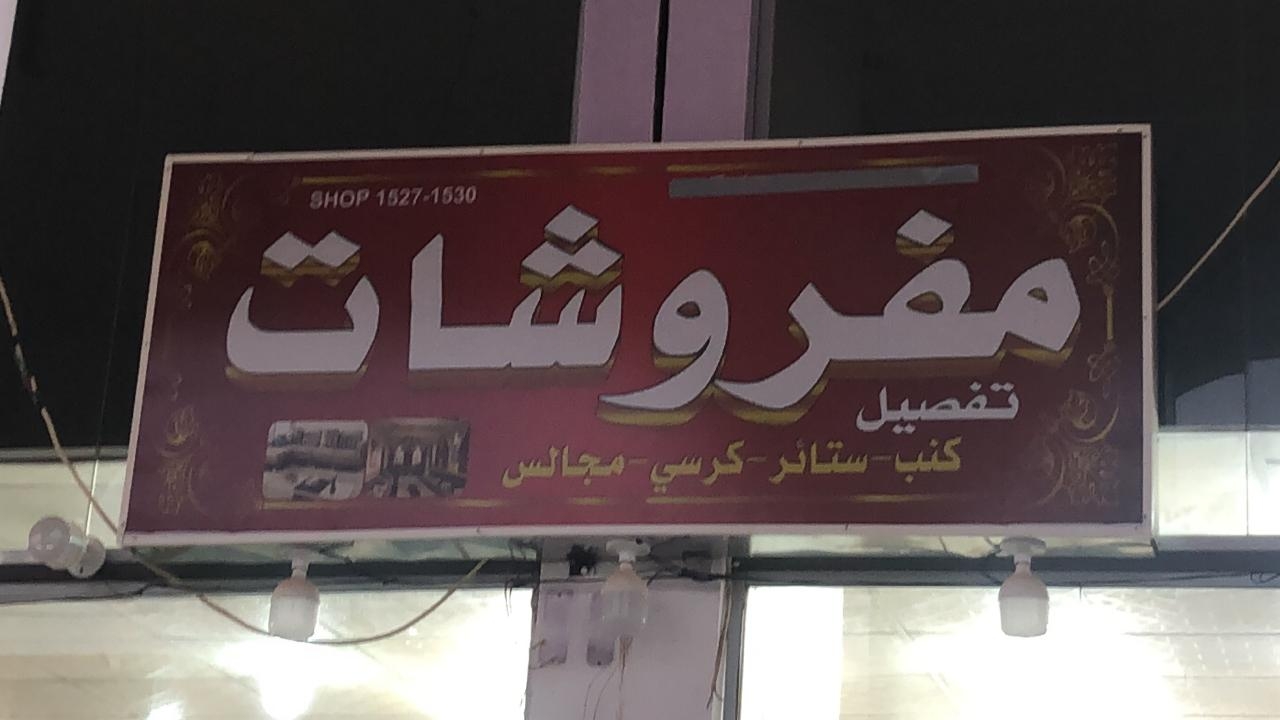 SHOP 1527-1530
مفروشات
تفصيل
كنب-ستائر-كرسي-مجالس